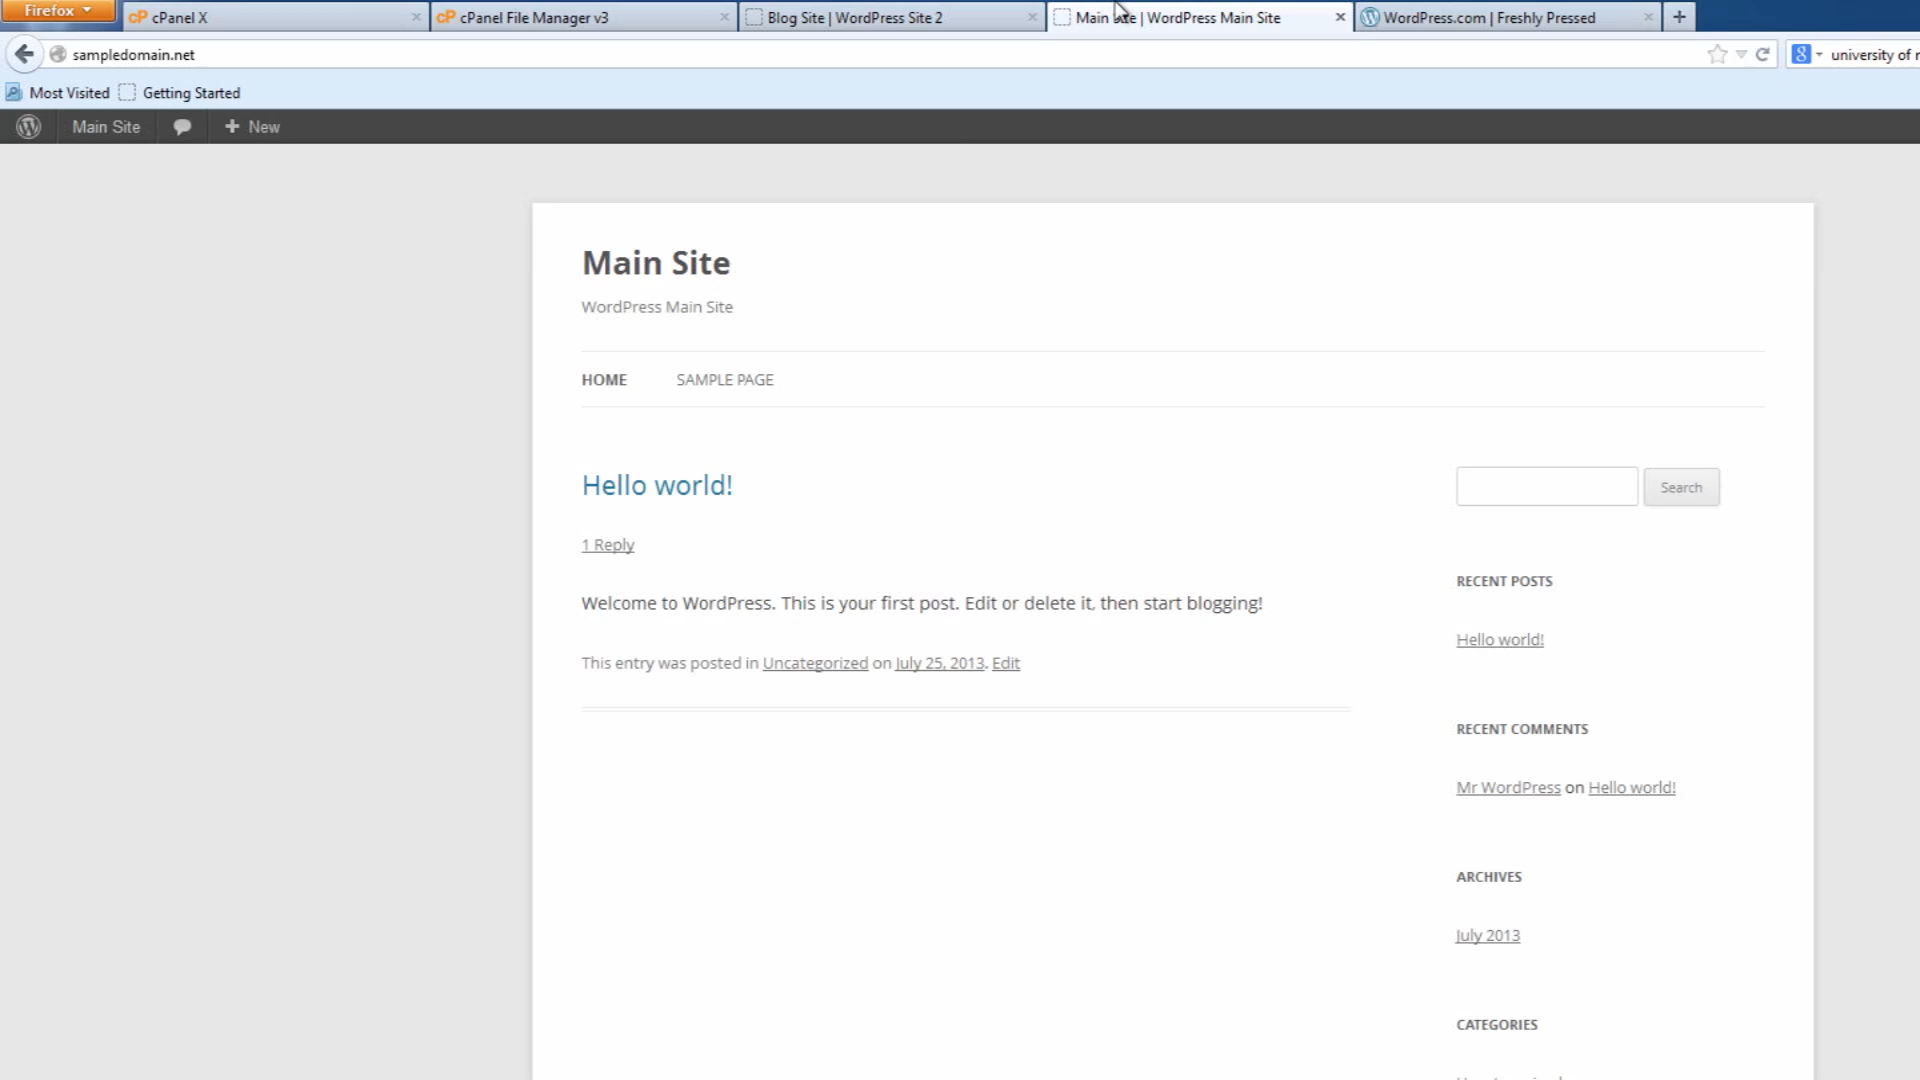 Firefox
cPanel X
cPanel File Manager v3
Blog Site | WordPress Site 2
Main Site | WordPress Main Site
WordPress.com | Freshly Pressed
sampledomain.net
university of
Most Visited
Getting Started
Main Site
New
Main Site
WordPress Main Site
HOME
SAMPLE PAGE
Hello world!
Search
1 Reply
Welcome to WordPress. This is your first post. Edit or delete it, then start blogging!
This entry was posted in Uncategorized on July 25, 2013. Edit
RECENT POSTS
Hello world!
RECENT COMMENTS
Mr WordPress on Hello world!
ARCHIVES
July 2013
CATEGORIES